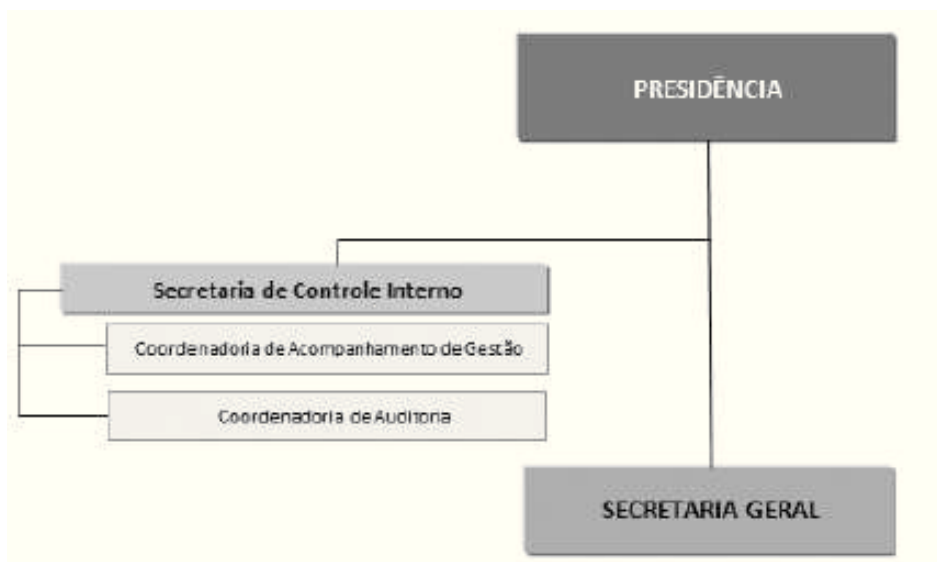 PRESIDÊNCIA
Secretaria de Controle Interno
Coordenadoria de Acompanhamento de Gestão
Coordenadoria de Auditoria
SECRETARIA GERAL